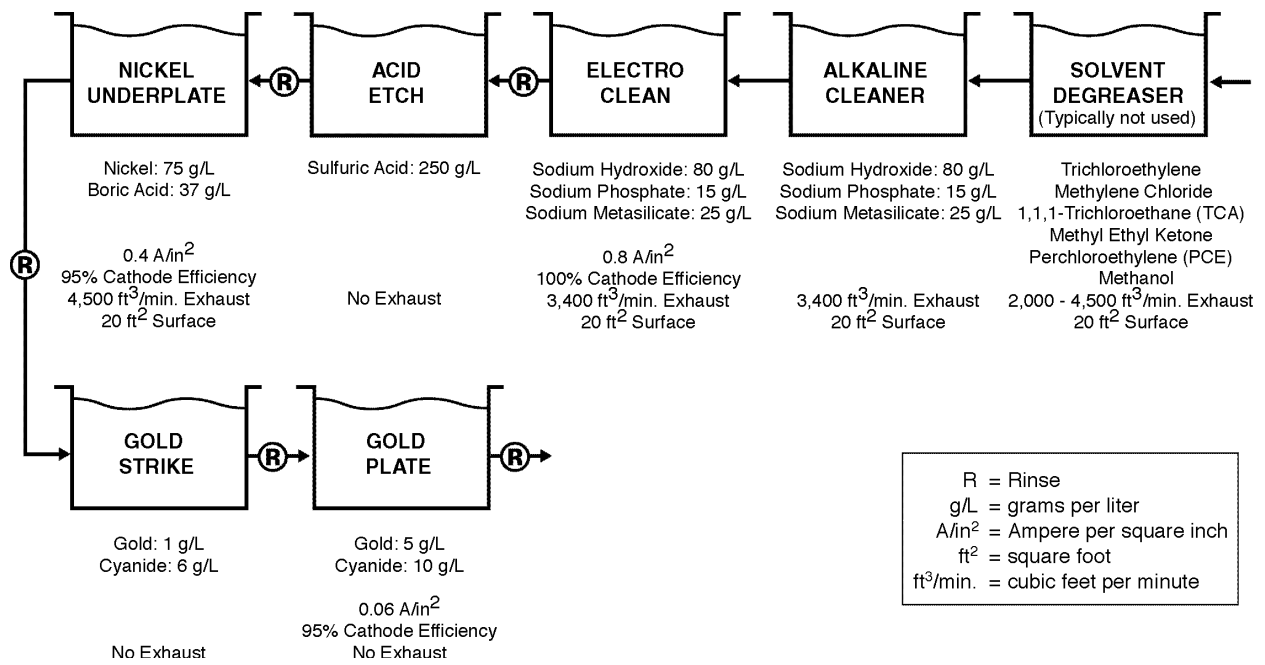 NICKEL
UNDERPLATE
R
ACID
ETCH
R
ELECTRO
CLEAN
ALKALINE
CLEANER
SOLVENT
DEGREASER
(Typically not used)
Nickel: 75 g/L
Boric Acid: 37 g/L
0.4 A/in2
95% Cathode Efficiency
4,500 ft3/min. Exhaust
20 ft2 Surface
Sulfuric Acid: 250 g/L
No Exhaust
Sodium Hydroxide: 80 g/L
Sodium Phosphate: 15 g/L
Sodium Metasilicate: 25 g/L
0.8 A/in2
100% Cathode Efficiency
3,400 ft3/min. Exhaust
20 ft2 Surface
Sodium Hydroxide: 80 g/L
Sodium Phosphate: 15 g/L
Sodium Metasilicate: 25 g/L
3,400 ft3/min. Exhaust
20 ft2 Surface
Trichloroethylene
Methylene Chloride
1,1,1-Trichloroethane (TCA)
Methyl Ethyl Ketone
Perchloroethylene (PCE)
Methanol
2,000 - 4,500 ft3/min. Exhaust
20 ft2 Surface
R
GOLD
STRIKE
R
GOLD
PLATE
R
Gold: 1 g/L
Cyanide: 6 g/L
No Exhaust
Gold: 5 g/L
Cyanide: 10 g/L
0.06 A/in2
95% Cathode Efficiency
No Exhaust
R = Rinse
g/L = grams per liter
A/in2 = Ampere per square inch
ft2 = square foot
ft3/min. = cubic feet per minute